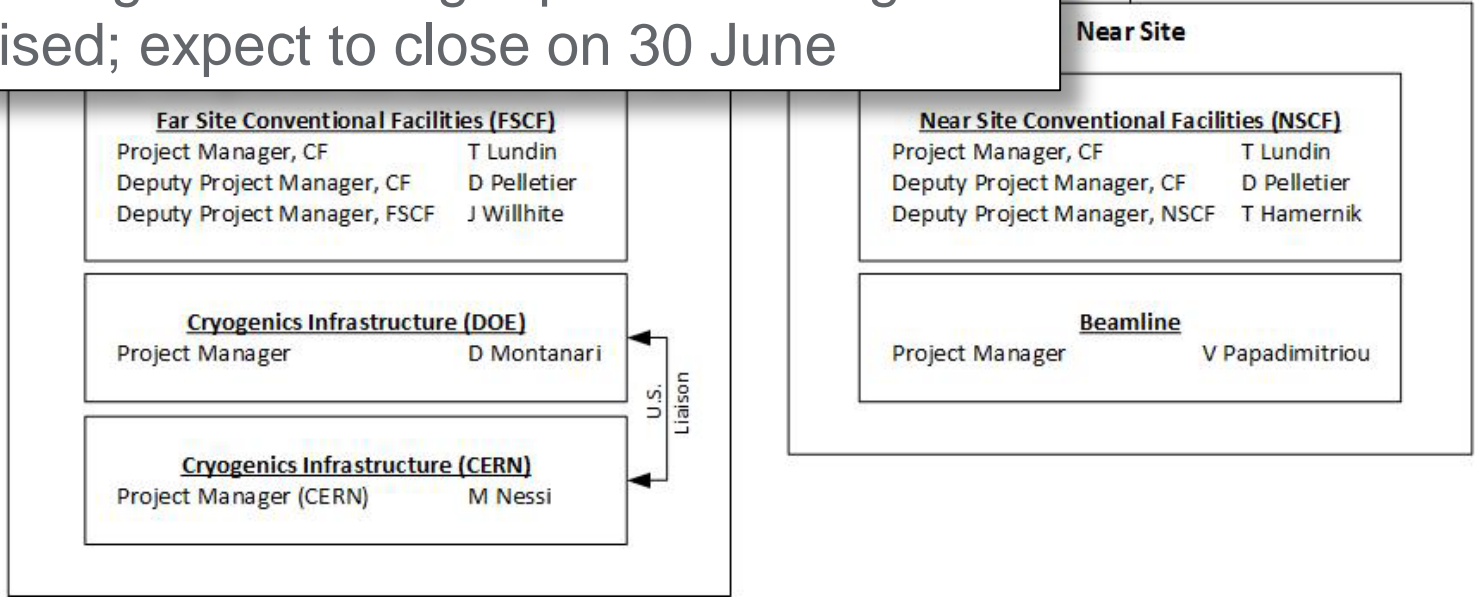 ised; expect to close on 30 June
Near Site
Far Site Conventional Facilities (FSCF)
Project Manager, CF T Lundin
Deputy Project Manager, CF D Pelletier
Deputy Project Manager, FSCF J Willhite
Cryogenics Infrastructure (DOE)
Project Manager D Montanari
U.S.
Liaison
Cryogenics Infrastructure (CERN)
Project Manager (CERN) M Nessi
Near Site Conventional Facilities (NSCF)
Project Manager, CF T Lundin
Deputy Project Manager, CF D Pelletier
Deputy Project Manager, NSCF T Hamernik
Beamline
Project Manager V Papadimitriou